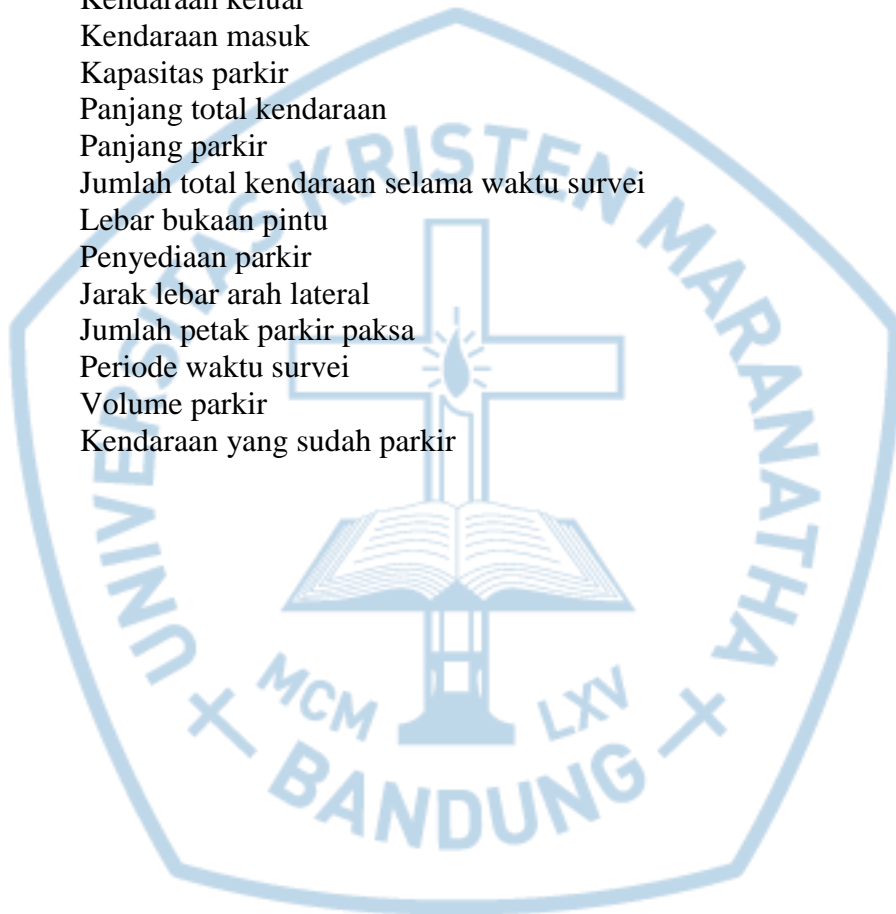 Kendaraan keluar
Kendaraan masuk
Kapasitas parkir
Panjang total kendaraan
Panjang parkir
Jumlah total kendaraan selama waktu survei
Lebar bukaan pintu
Penyediaan parkir
Jarak lebar arah lateral
Jumlah petak parkir paksa
Periode waktu survei
Volume parkir
Kendaraan yang sudah parkir
UNIVERSITAS KRISTEN MARANATHA
MCM LXV
BANDUNG